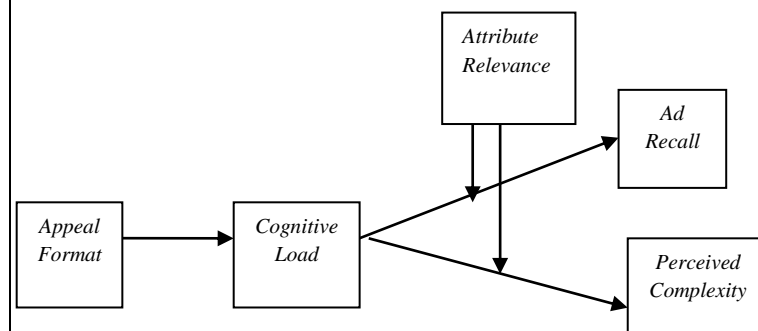 Attribute
Relevance
Ad
Recall
Appeal
Format
Cognitive
Load
Perceived
Complexity